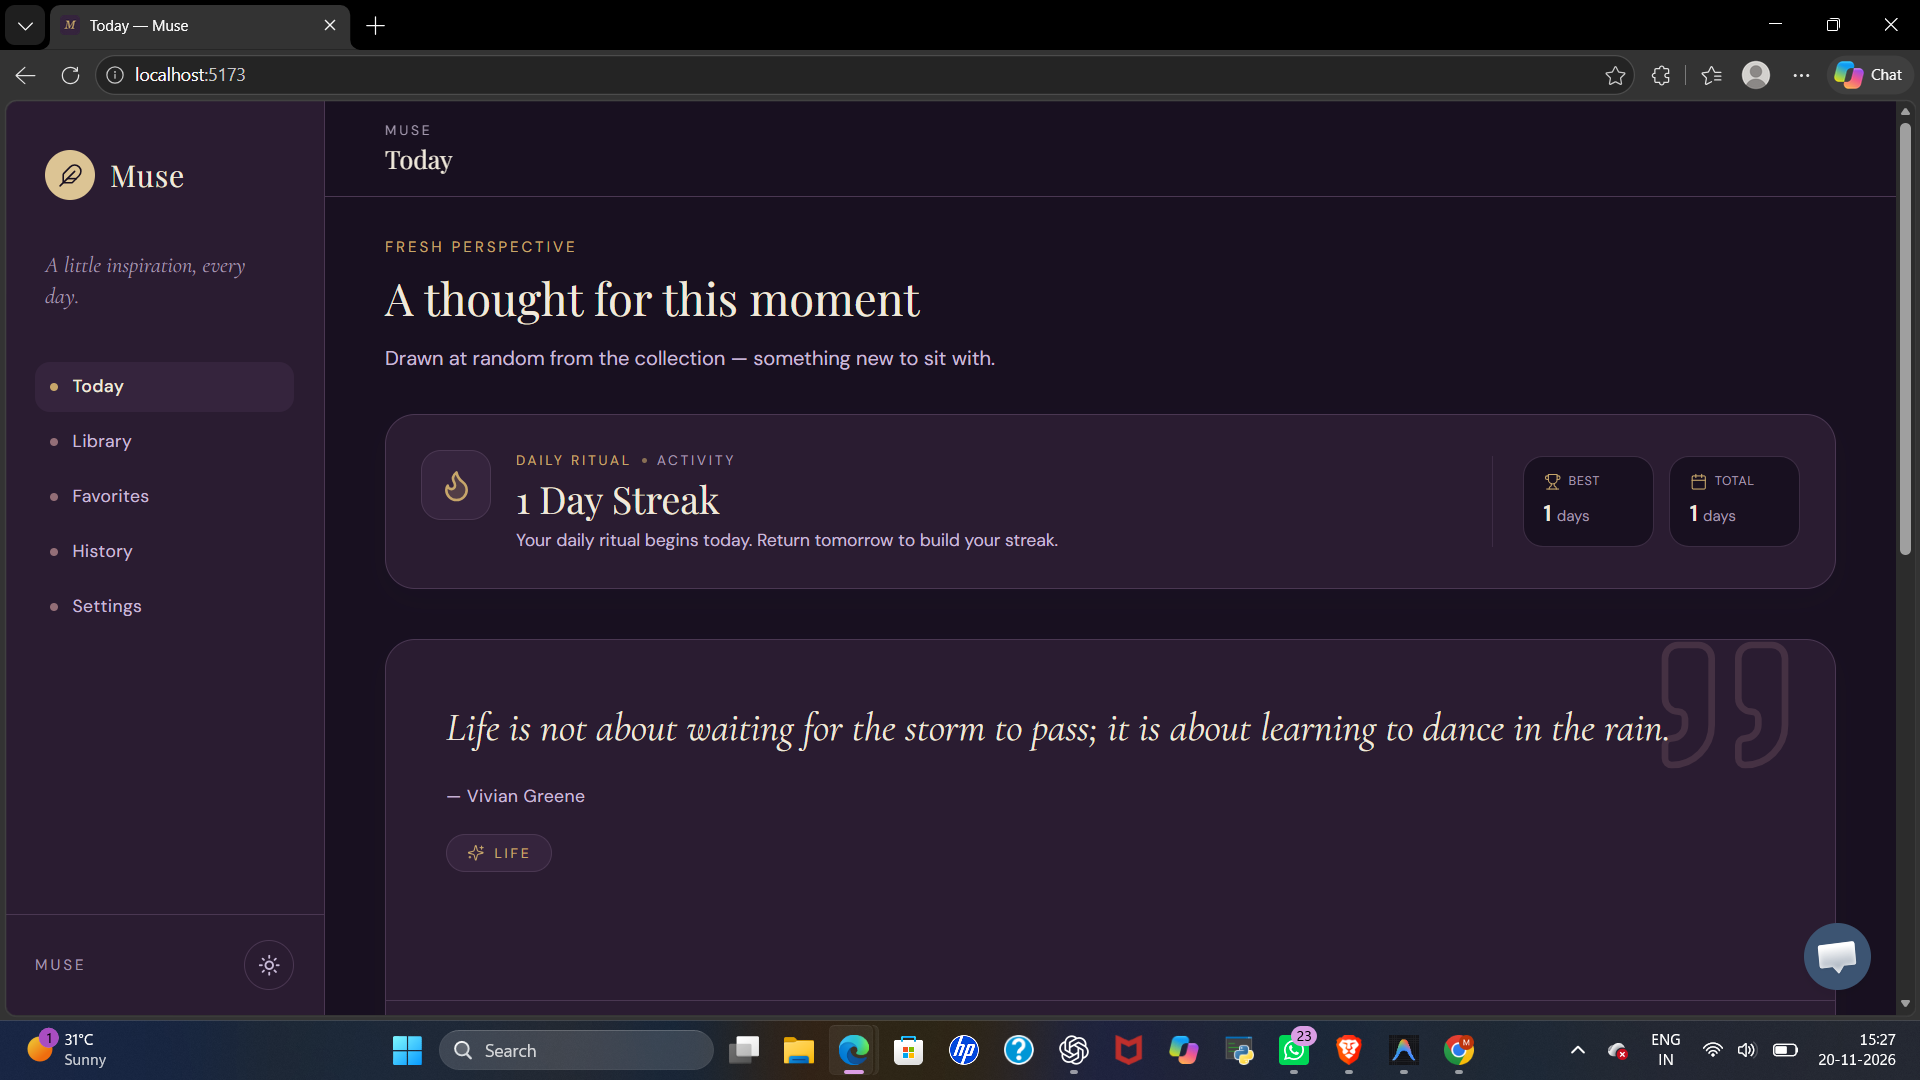 M Today — Muse
localhost:5173
Chat
Muse
A little inspiration, every
day.
Today
Library
Favorites
History
Settings
MUSE
MUSE
Today
FRESH PERSPECTIVE
A thought for this moment
Drawn at random from the collection — something new to sit with.
DAILY RITUAL • ACTIVITY
1 Day Streak
Your daily ritual begins today. Return tomorrow to build your streak.
BEST
1 days
TOTAL
1 days
Life is not about waiting for the storm to pass; it is about learning to dance in the rain.
— Vivian Greene
LIFE
1
31°C
Sunny
Search
hp
?
23
M
ENG
IN
15:27
20-11-2026